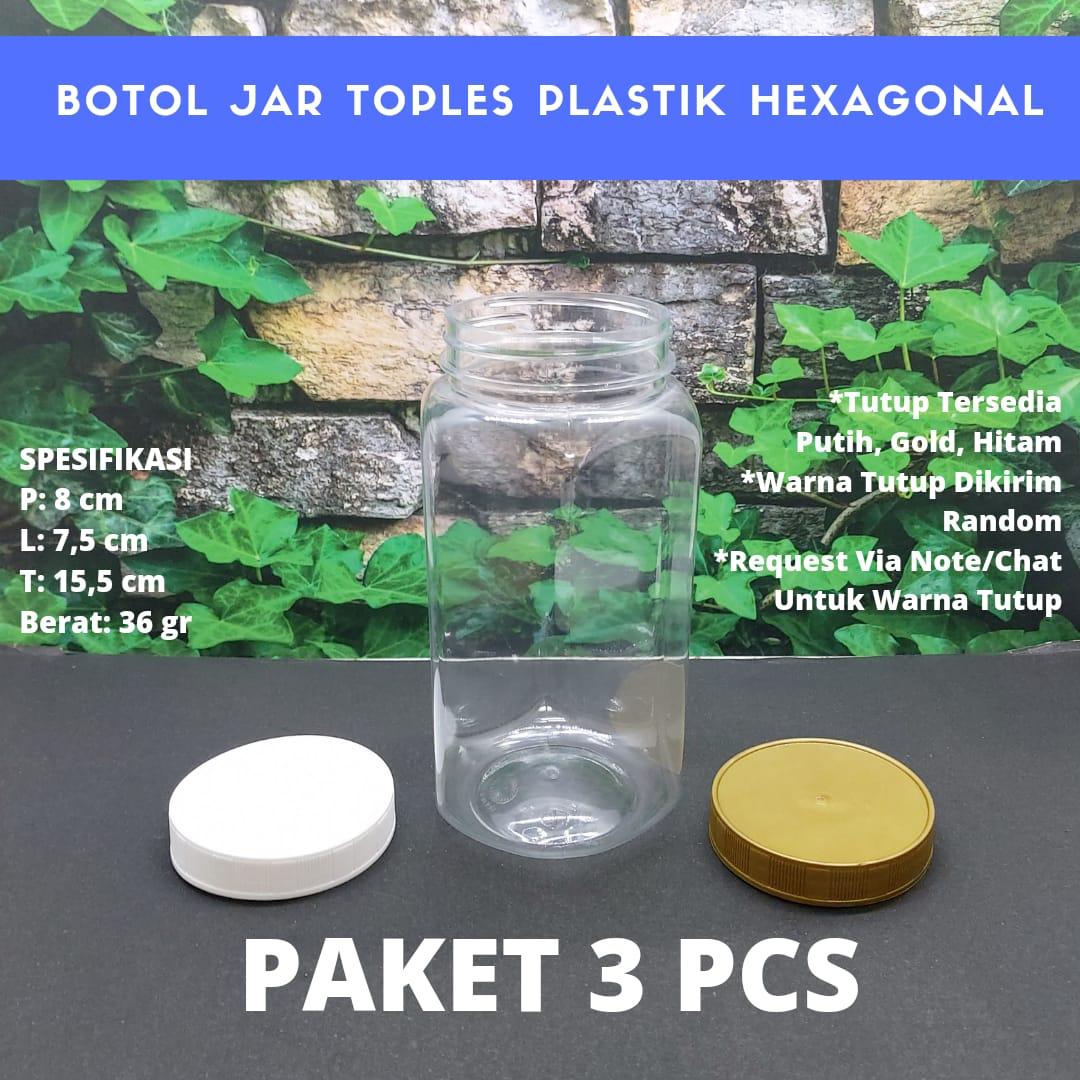 BOTOL JAR TOPLES PLASTIK HEXAGONAL
SPESIFIKASI
P: 8 cm
L: 7,5 cm
T: 15,5 cm
Berat: 36 gr
*Tutup Tersedia
Putih, Gold, Hitam
*Warna Tutup Dikirim
Random
*Request Via Note/Chat
Untuk Warna Tutup
PAKET 3 PCS